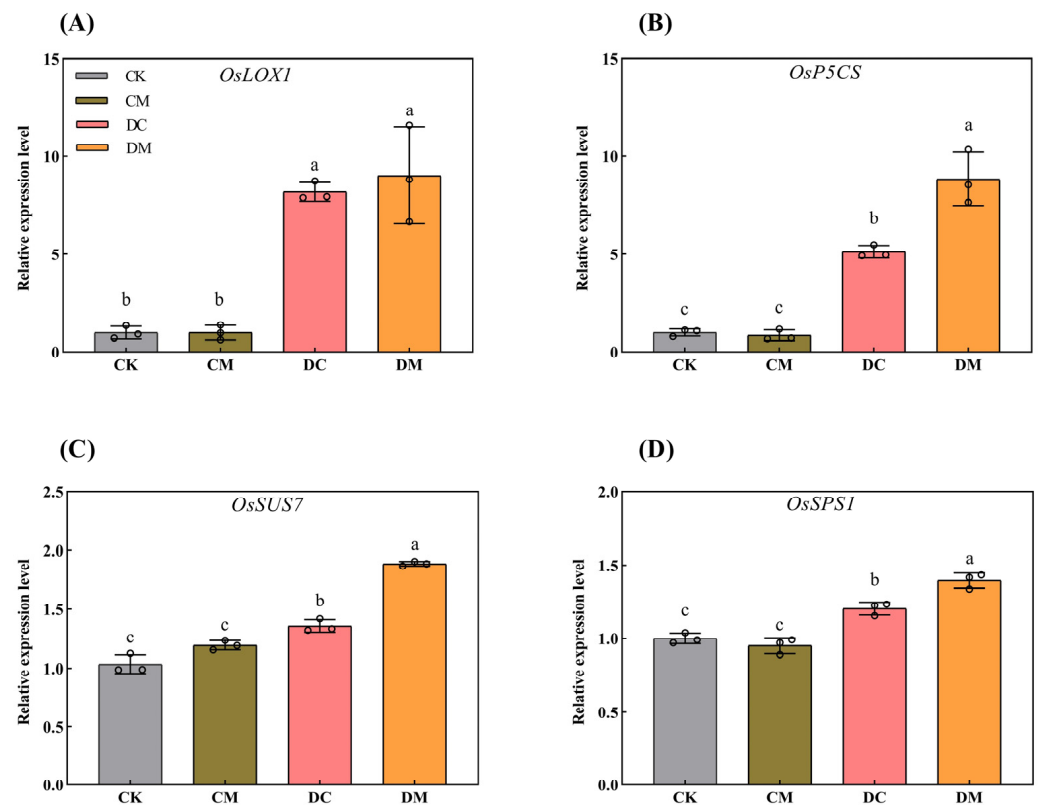 (A)
OsLOX1
CK
CM
DC
DM
Relative expression level
15
10
5
0
b
b
a
a
CK
CM
DC
DM
(B)
OsP5CS
Relative expression level
15
10
5
0
c
c
b
a
CK
CM
DC
DM
(C)
OsSUS7
Relative expression level
2.5
2.0
1.5
1.0
0.5
0.0
c
c
b
a
CK
CM
DC
DM
(D)
OsSPS1
Relative expression level
2.0
1.5
1.0
0.5
0.0
c
c
b
a
CK
CM
DC
DM